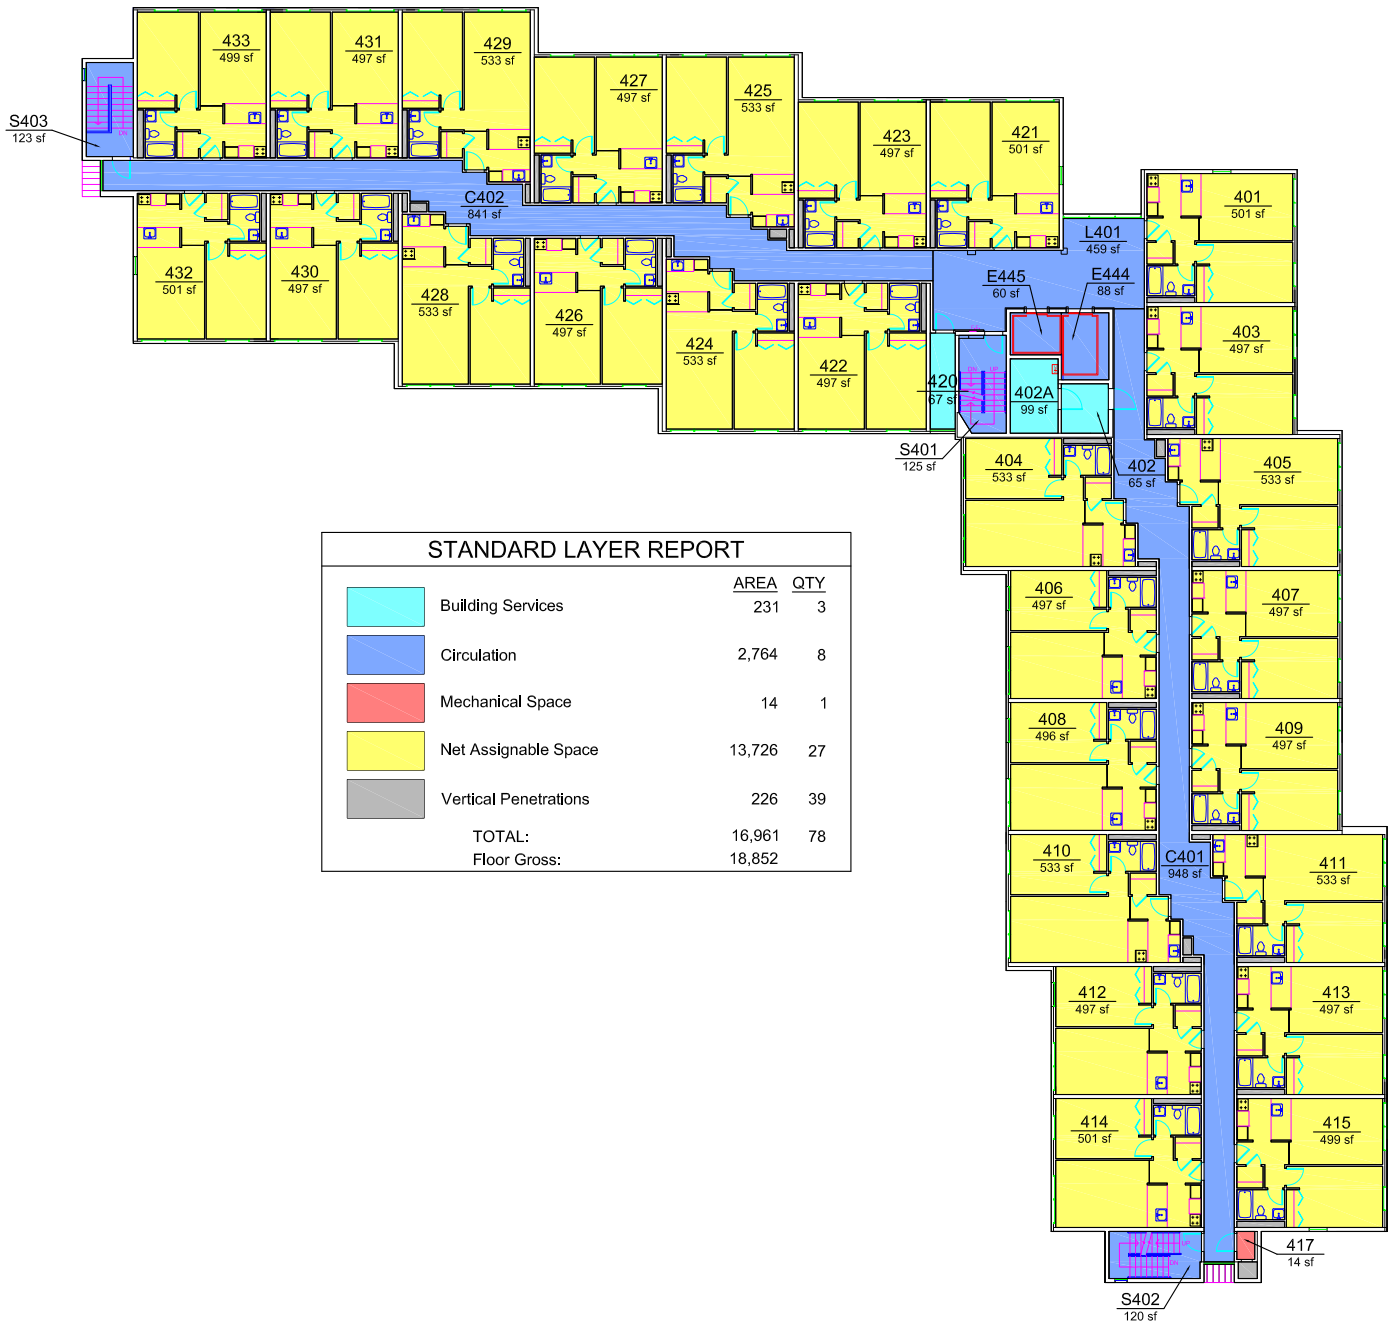 433
499 sf
431
497 sf
429
533 sf
427
497 sf
425
533 sf
423
497 sf
421
501 sf
S403
123 sf
DN
C402
841 sf
401
501 sf
L401
459 sf
E445
60 sf
E444
88 sf
432
501 sf
430
497 sf
428
533 sf
426
497 sf
424
533 sf
422
497 sf
403
497 sf
UP
DN
UP
420
67 sf
402A
99 sf
S401
125 sf
404
533 sf
402
65 sf
405
533 sf
STANDARD LAYER REPORT
AREA QTY
Building Services 231 3
Circulation 2,764 8
Mechanical Space 14 1
Net Assignable Space 13,726 27
Vertical Penetrations 226 39
TOTAL: 16,961 78
Floor Gross: 18,852
406
497 sf
407
497 sf
408
496 sf
409
497 sf
410
533 sf
C401
948 sf
411
533 sf
412
497 sf
413
497 sf
414
501 sf
415
499 sf
UP
DN
417
14 sf
S402
120 sf